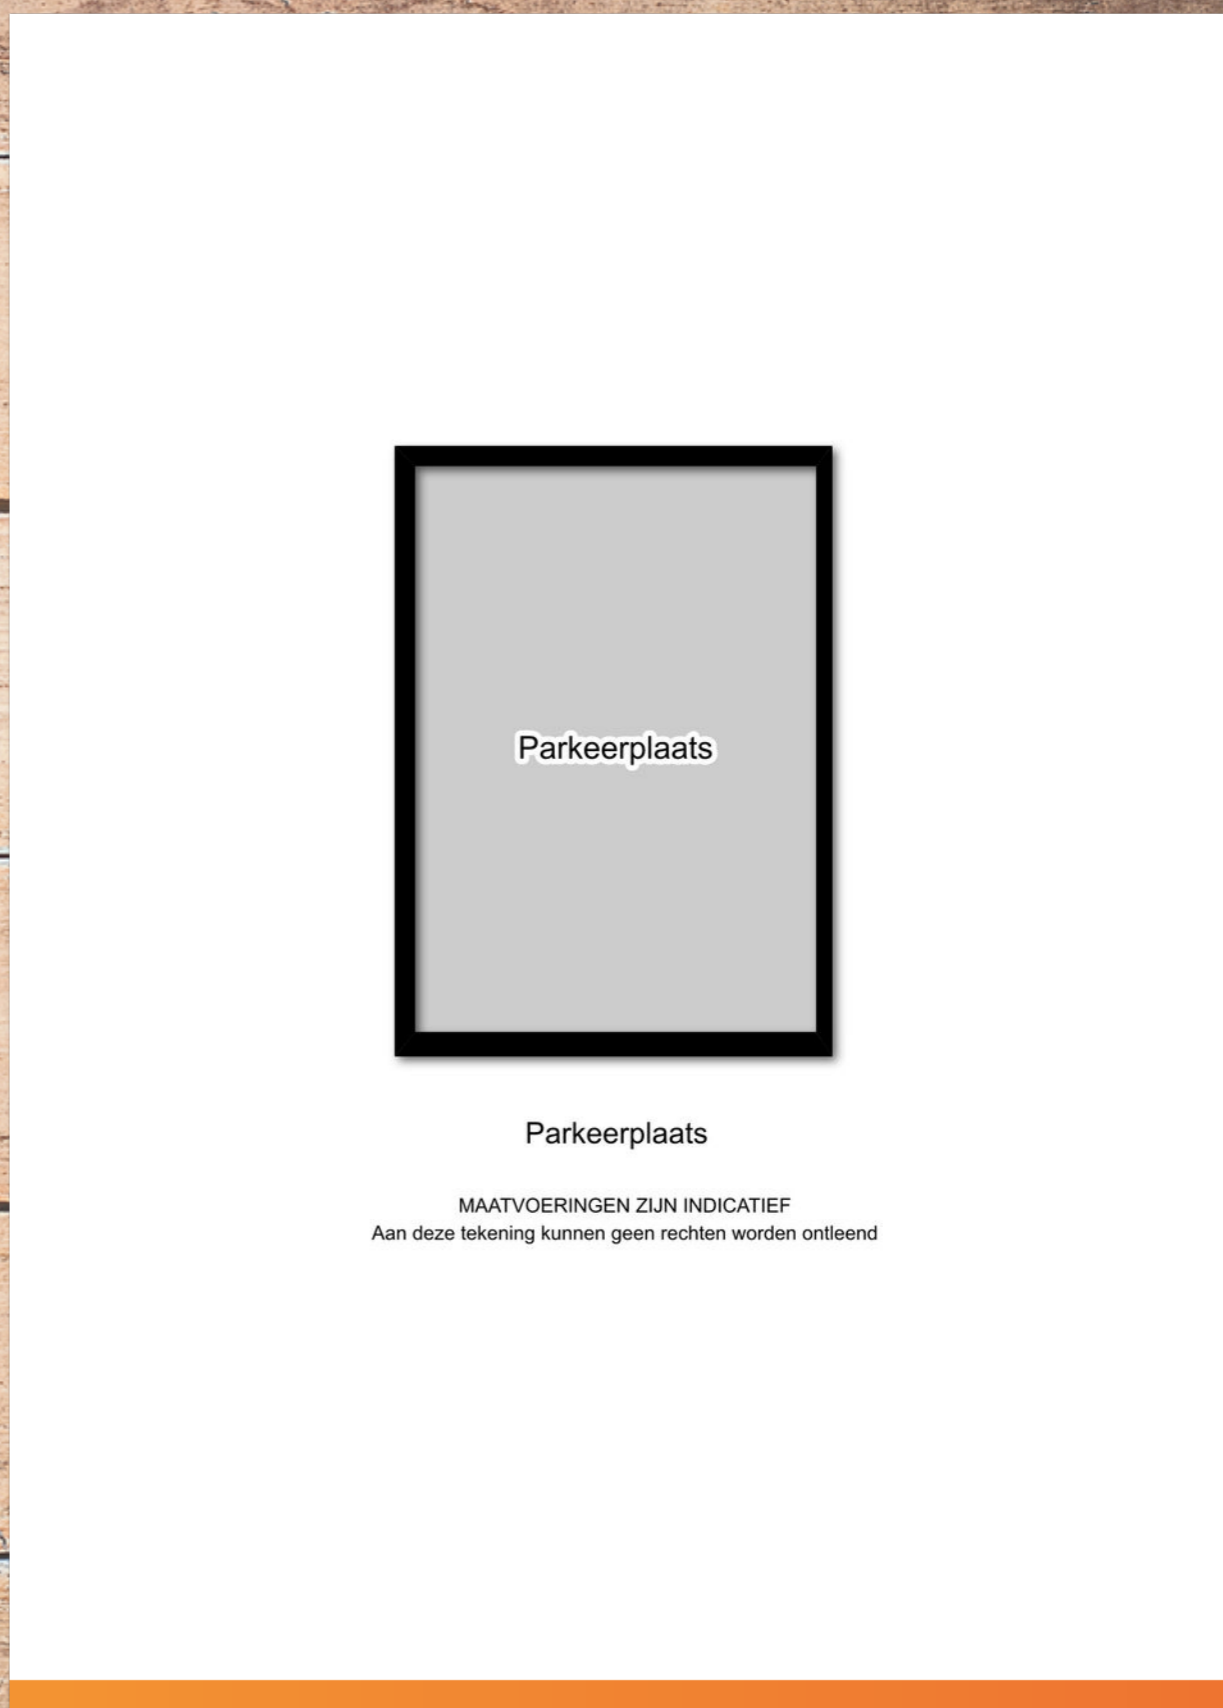 Parkeerplaats
Parkeerplaats
MAATVOERINGEN ZIJN INDICATIEF
Aan deze tekening kunnen geen rechten worden ontleend